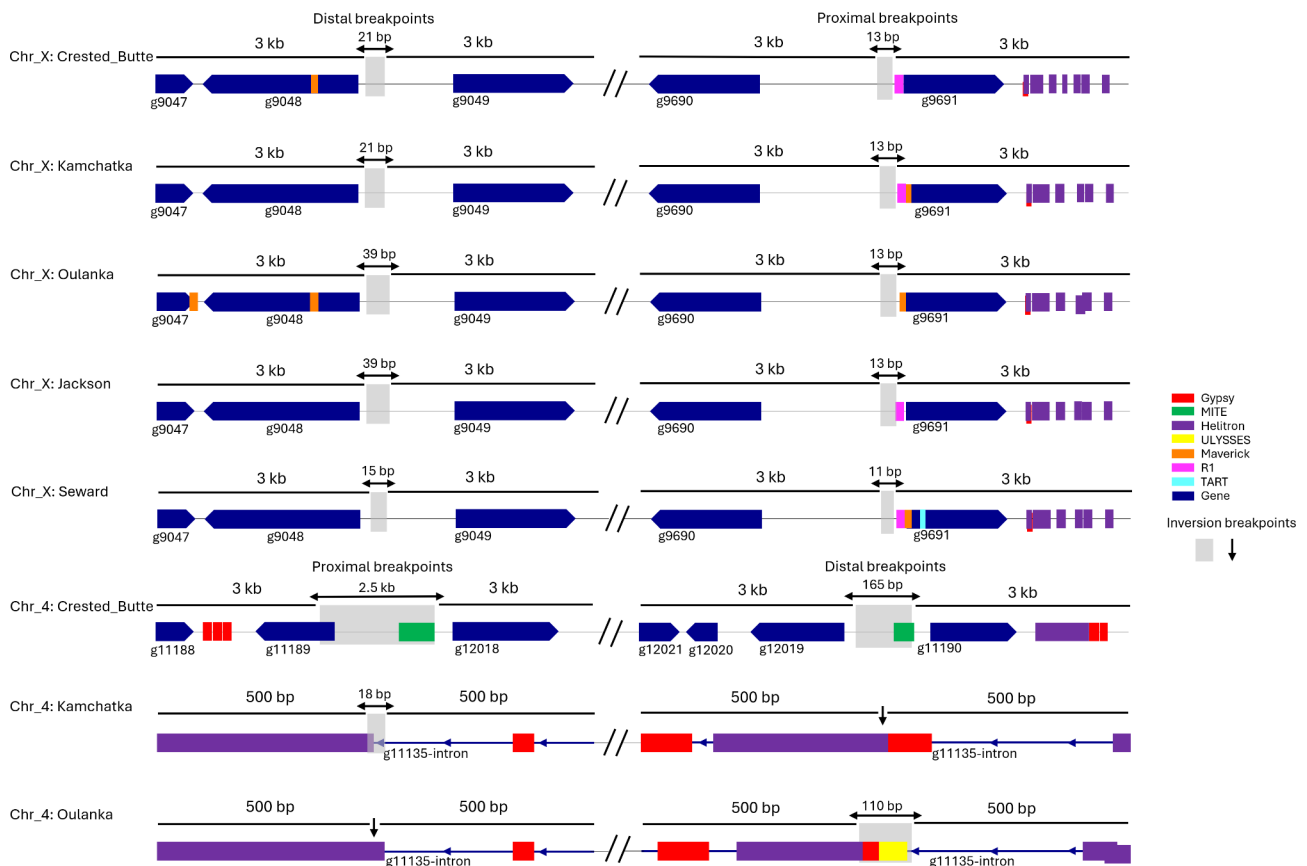 Distal breakpoints Proximal breakpoints
3 kb 21 bp 3 kb 3 kb 13 bp 3 kb
Chr_X: Crested_Butte
g9047 g9048 g9049 g9690 g9691
3 kb 21 bp 3 kb 3 kb 13 bp 3 kb
Chr_X: Kamchatka
g9047 g9048 g9049 g9690 g9691
3 kb 39 bp 3 kb 3 kb 13 bp 3 kb
Chr_X: Oulanka
g9047 g9048 g9049 g9690 g9691
3 kb 39 bp 3 kb 3 kb 13 bp 3 kb
Chr_X: Jackson
g9047 g9048 g9049 g9690 g9691
3 kb 15 bp 3 kb 3 kb 11 bp 3 kb
Chr_X: Seward
g9047 g9048 g9049 g9690 g9691
Gypsy
MITE
Helitron
ULYSSES
Maverick
R1
TART
Gene
Inversion breakpoints
Proximal breakpoints Distal breakpoints
3 kb 2.5 kb 3 kb 3 kb 165 bp 3 kb
Chr_4: Crested_Butte
g11188 g11189 g12018 g12021 g12020 g12019 g11190
500 bp 18 bp 500 bp 500 bp 500 bp
Chr_4: Kamchatka
g11135-intron g11135-intron
500 bp 500 bp 500 bp 110 bp 500 bp
Chr_4: Oulanka
g11135-intron g11135-intron